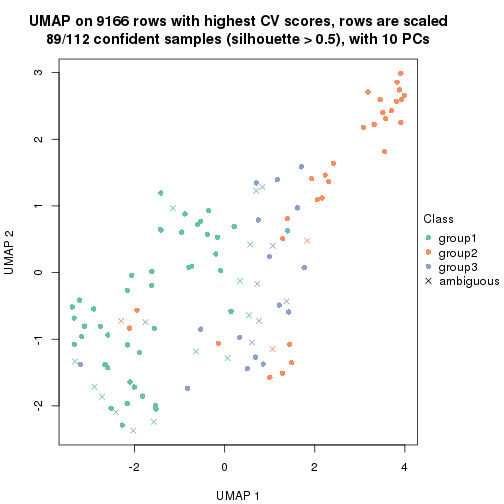 UMAP on 9166 rows with highest CV scores, rows are scaled
89/112 confident samples (silhouette > 0.5), with 10 PCs
3
2
1
0
-1
-2
UMAP 2
-2
0
2
4
UMAP 1
Class
group1
group2
group3
ambiguous